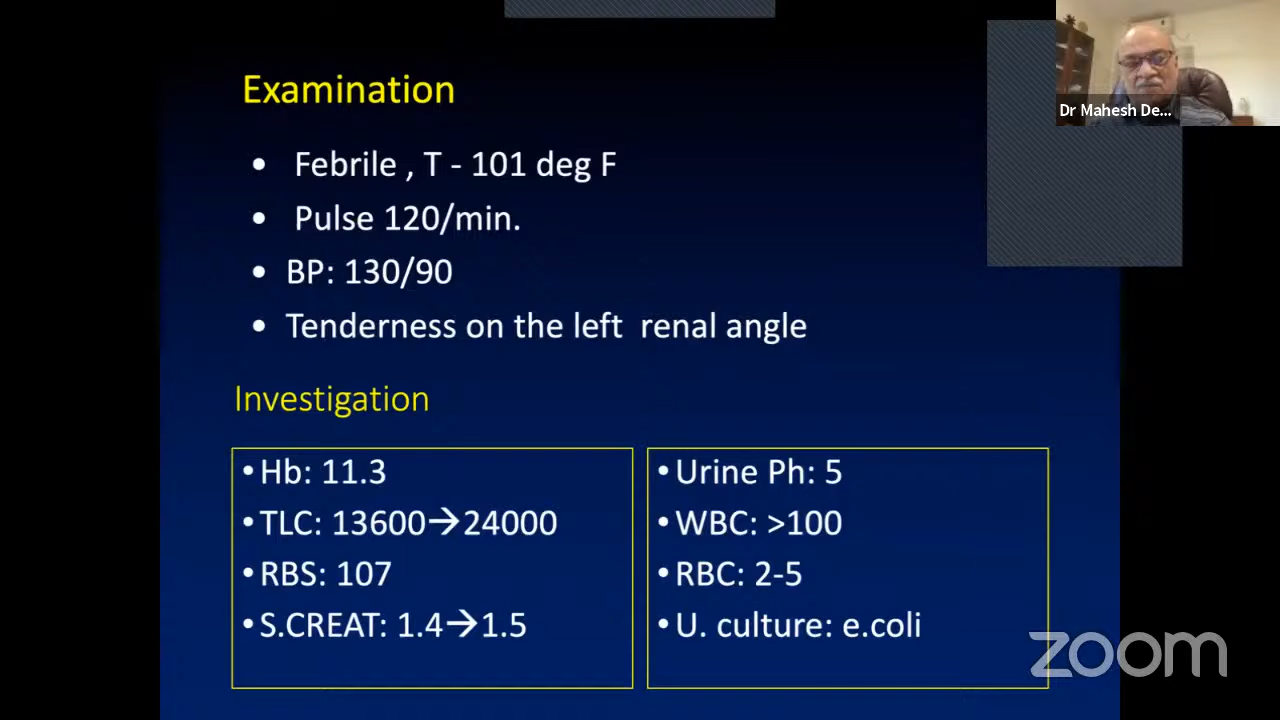 Examination
• Febrile , T - 101 deg F
• Pulse 120/min.
• BP: 130/90
• Tenderness on the left renal angle
Investigation
•Hb: 11.3
•TLC: 13600→24000
•RBS: 107
•S.CREAT: 1.4→1.5
•Urine Ph: 5
•WBC: >100
•RBC: 2-5
•U. culture: e.coli
Dr Mahesh De...
zoom